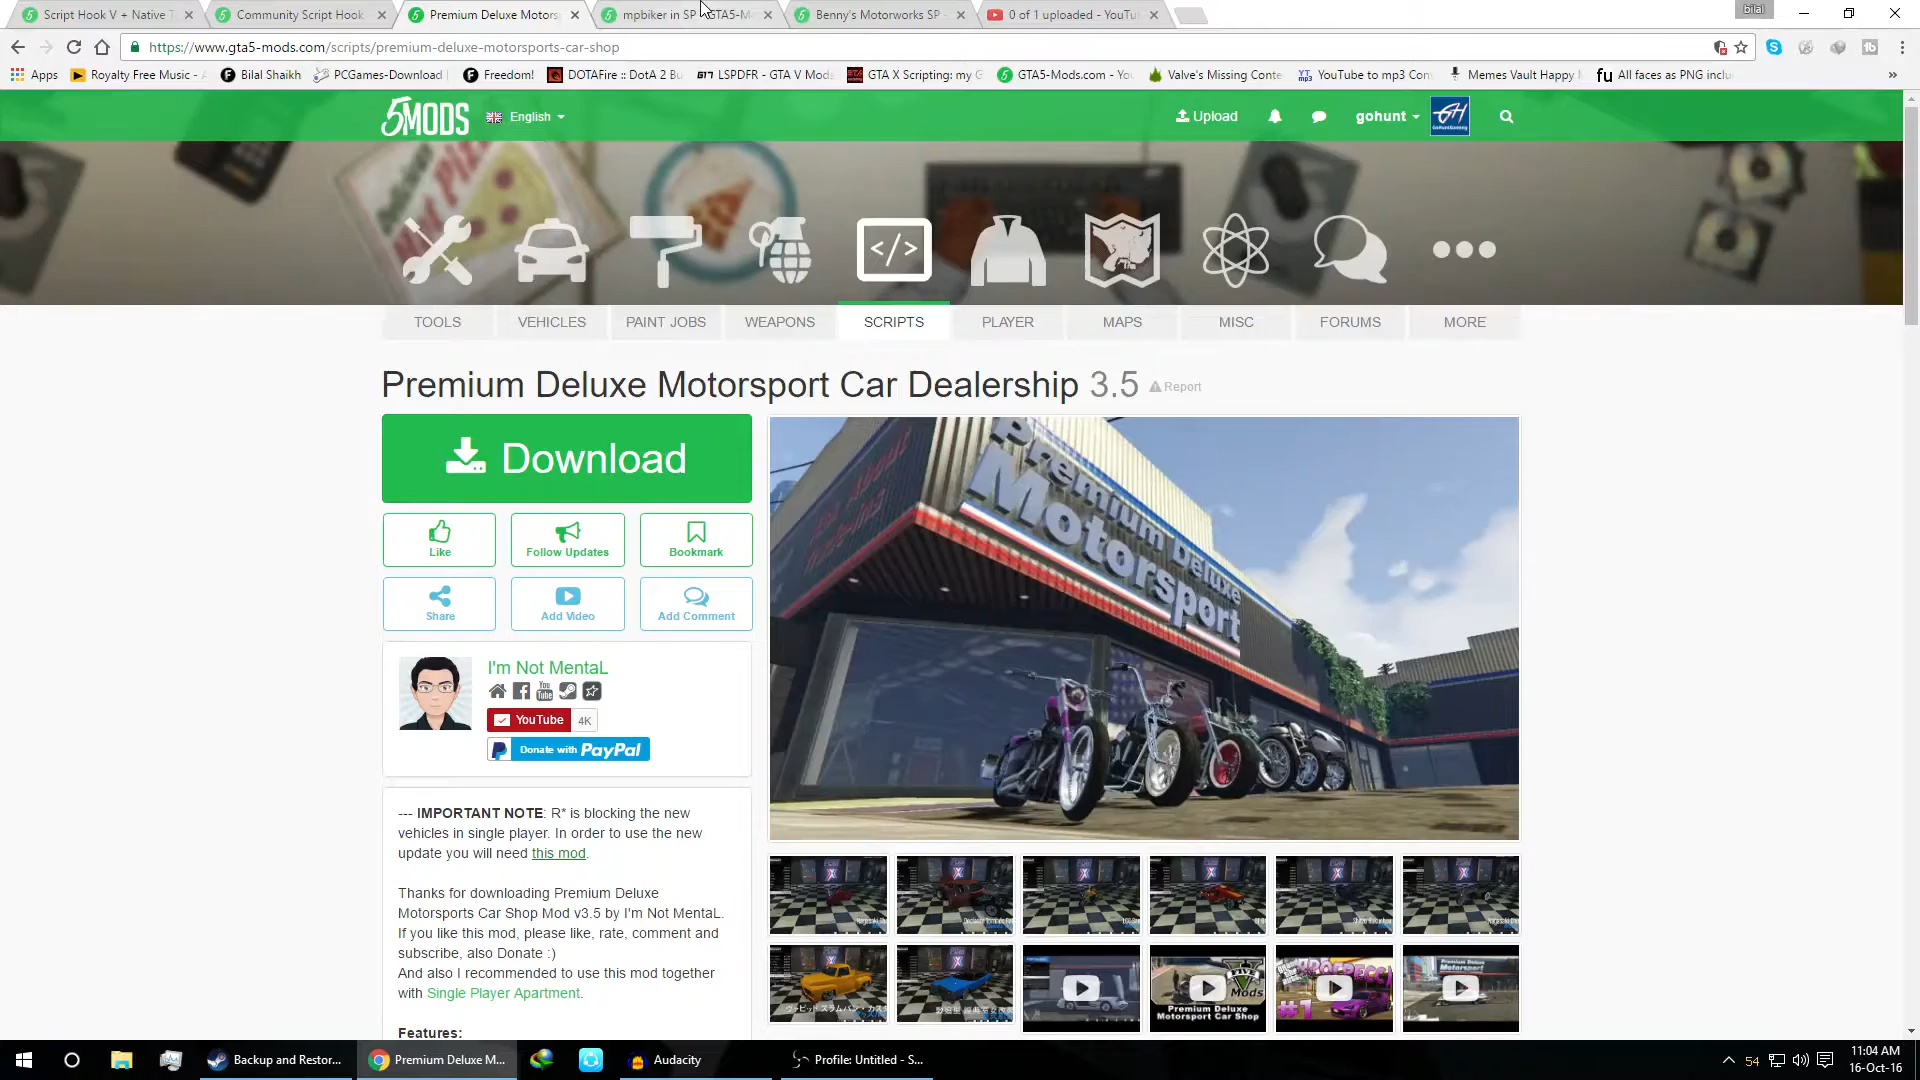 Script Hook V + Native T
Community Script Hook
Premium Deluxe Motors
mpbiker in SP - GTA5-M
Benny's Motorworks SP -
0 of 1 uploaded - YouTu
bilal
https://www.gta5-mods.com/scripts/premium-deluxe-motorsports-car-shop
Apps
Royalty Free Music -
Bilal Shaikh
PCGames-Download
Freedom!
DOTAFire :: DotA 2 Bu
LSPDFR - GTA V Mods
GTA X Scripting: my G
GTA5-Mods.com - Yo
Valve's Missing Conte
YouTube to mp3 Con
Memes Vault Happy
All faces as PNG inclu
5MODS
English
Upload
gohunt
GH
TOOLS
VEHICLES
PAINT JOBS
WEAPONS
SCRIPTS
PLAYER
MAPS
MISC
FORUMS
MORE
Premium Deluxe Motorsport Car Dealership 3.5
Report
Download
Like
Follow Updates
Bookmark
Share
Add Video
Add Comment
I'm Not MentaL
YouTube
4K
Donate with PayPal
--- IMPORTANT NOTE: R* is blocking the new
vehicles in single player. In order to use the new
update you will need this mod.
Thanks for downloading Premium Deluxe
Motorsports Car Shop Mod v3.5 by I'm Not MentaL.
If you like this mod, please like, rate, comment and
subscribe, also Donate :)
And also I recommended to use this mod together
with Single Player Apartment.
Features:
Premium Deluxe
Motorsport
Premium Deluxe
Motorsport Car Shop
Mods
ПРОГРЕСС
#1
Backup and Restor...
Premium Deluxe M...
Audacity
Profile: Untitled - S...
54
11:04 AM
16-Oct-16